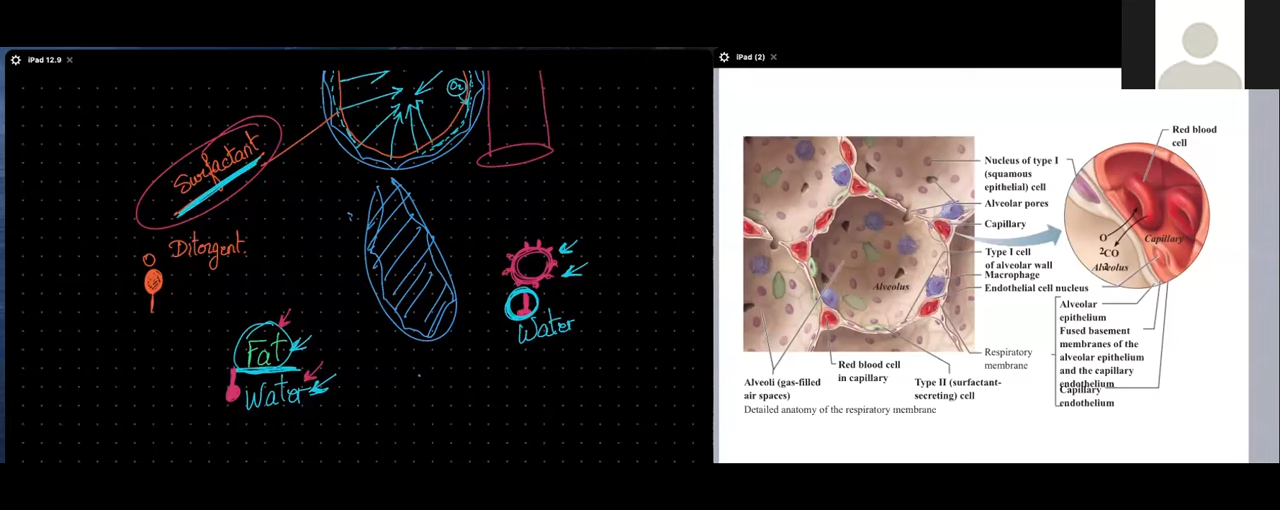 iPad 12.9
O2
Surfactant
Ditorgent.
Fat
Water
Water
iPad (2)
Red blood
cell
Nucleus of type I
(squamous
epithelial) cell
Alveolar pores
Capillary
Type I cell
of alveolar wall
Macrophage
Endothelial cell nucleus
Alveolus
O
2CO
Capillary
Alveolus
Alveolar
epithelium
Fused basement
membranes of the
alveolar epithelium
and the capillary
endothelium
Capillary
endothelium
Respiratory
membrane
Red blood cell
in capillary
Alveoli (gas-filled
air spaces)
Type II (surfactant-
secreting) cell
Detailed anatomy of the respiratory membrane